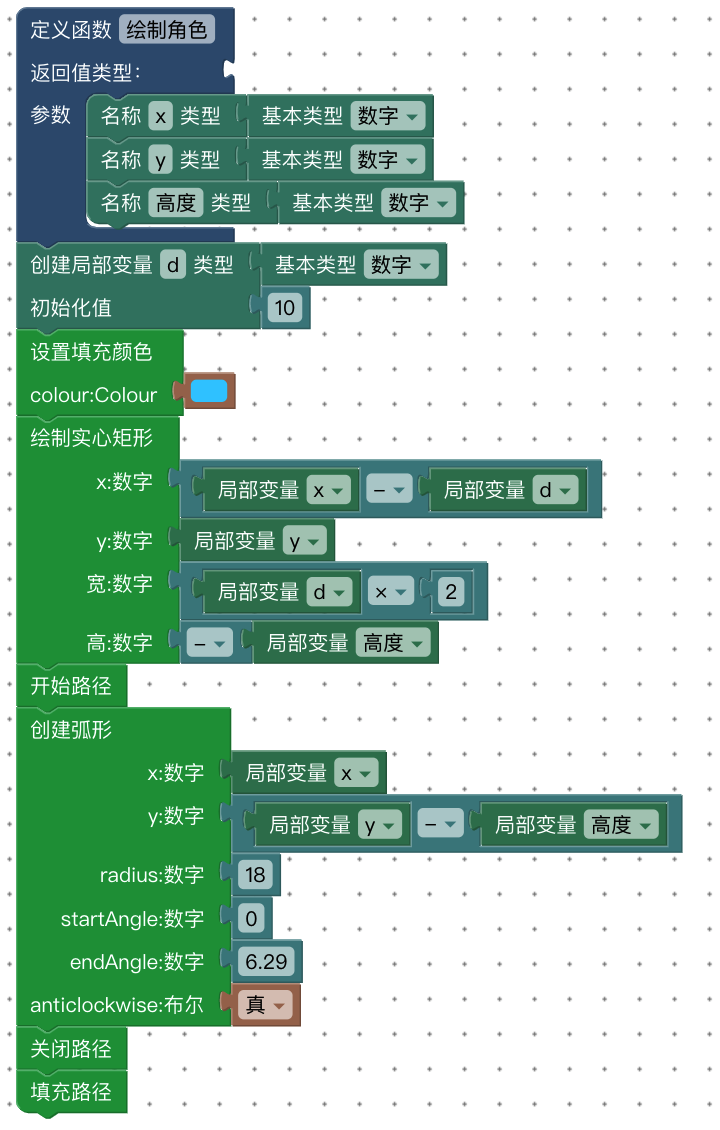 定义函数 绘制角色
返回值类型:
参数 名称 x 类型 基本类型 数字
名称 y 类型 基本类型 数字
名称 高度 类型 基本类型 数字
创建局部变量 d 类型 基本类型 数字
初始化值 10
设置填充颜色
colour:Colour
绘制实心矩形
x:数字 局部变量 x - 局部变量 d
y:数字 局部变量 y
宽:数字 局部变量 d × 2
高:数字 - 局部变量 高度
开始路径
创建弧形
x:数字 局部变量 x
y:数字 局部变量 y - 局部变量 高度
radius:数字 18
startAngle:数字 0
endAngle:数字 6.29
anticlockwise:布尔 真
关闭路径
填充路径